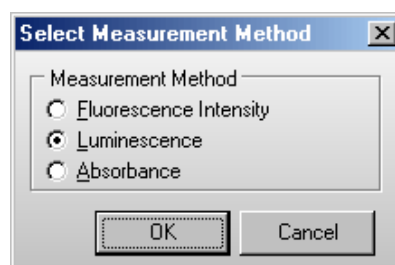 Select Measurement Method
Measurement Method
Fluorescence Intensity
Luminescence
Absorbance
OK Cancel